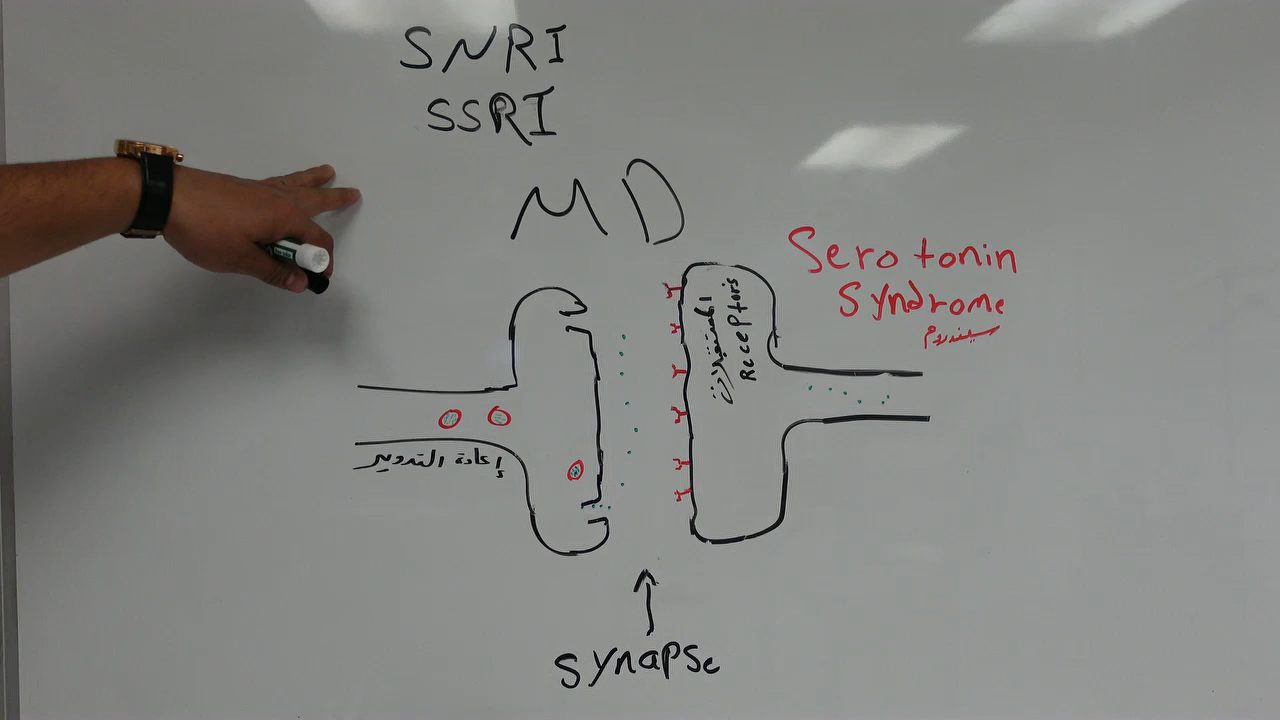 SNRI
SSRI
MD
Serotonin
Syndrome
سيندروم
المستقبلات
Receptors
إعادة التدوير
Synapse